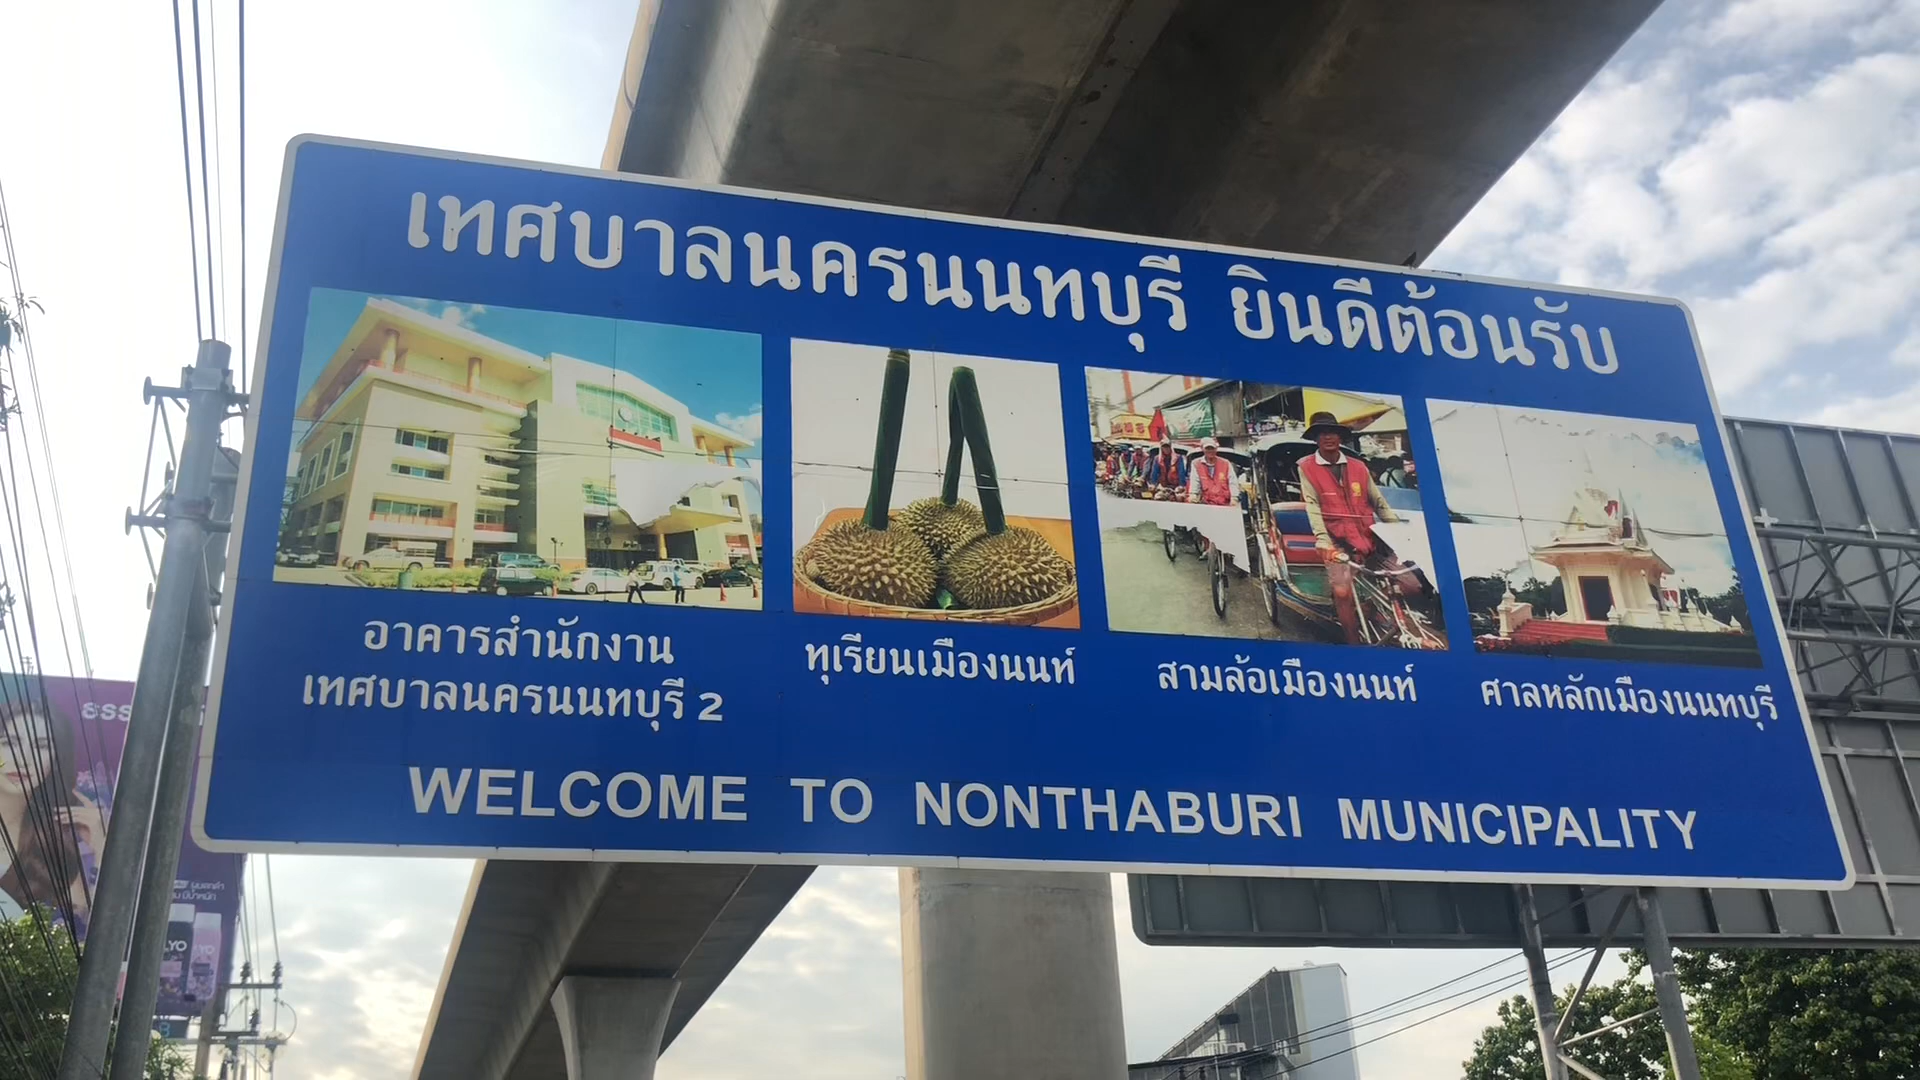 เทศบาลนครนนทบุรี ยินดีต้อนรับ
อาคารสำนักงาน
เทศบาลนครนนทบุรี 2
ทุเรียนเมืองนนท์
สามล้อเมืองนนท์
ศาลหลักเมืองนนทบุรี
WELCOME TO NONTHABURI MUNICIPALITY